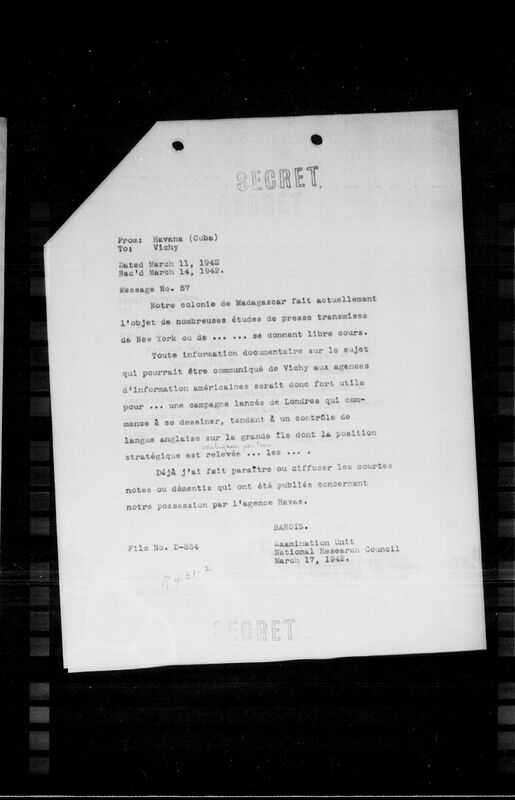 SECRET
From: Havana (Cuba)
To: Vichy
Dated March 11, 1942
Rec'd March 14, 1942.
Message No. 57
Notre colonie de Madagascar fait actuellement
l'objet de nombreuses études de presse transmises
de New York ou de ... ... se donnent libre cours.
Toute information documentaire sur le sujet
qui pourrait être communiqué de Vichy aux agences
d'information américaines serait donc fort utile
pour ... une campagne lancée de Londres qui com-
mence à se dessiner, tendant à un contrôle de
langue anglaise sur la grande île dont la position
stratégique est relevée ... les ... .
Déjà j'ai fait paraître ou diffuser les courtes
notes ou démentis qui ont été publiés concernant
notre possession par l'agence Havas.
BAROIS.
File No. D-834
Examination Unit
National Research Council
March 17, 1942.
R461-2
SECRET